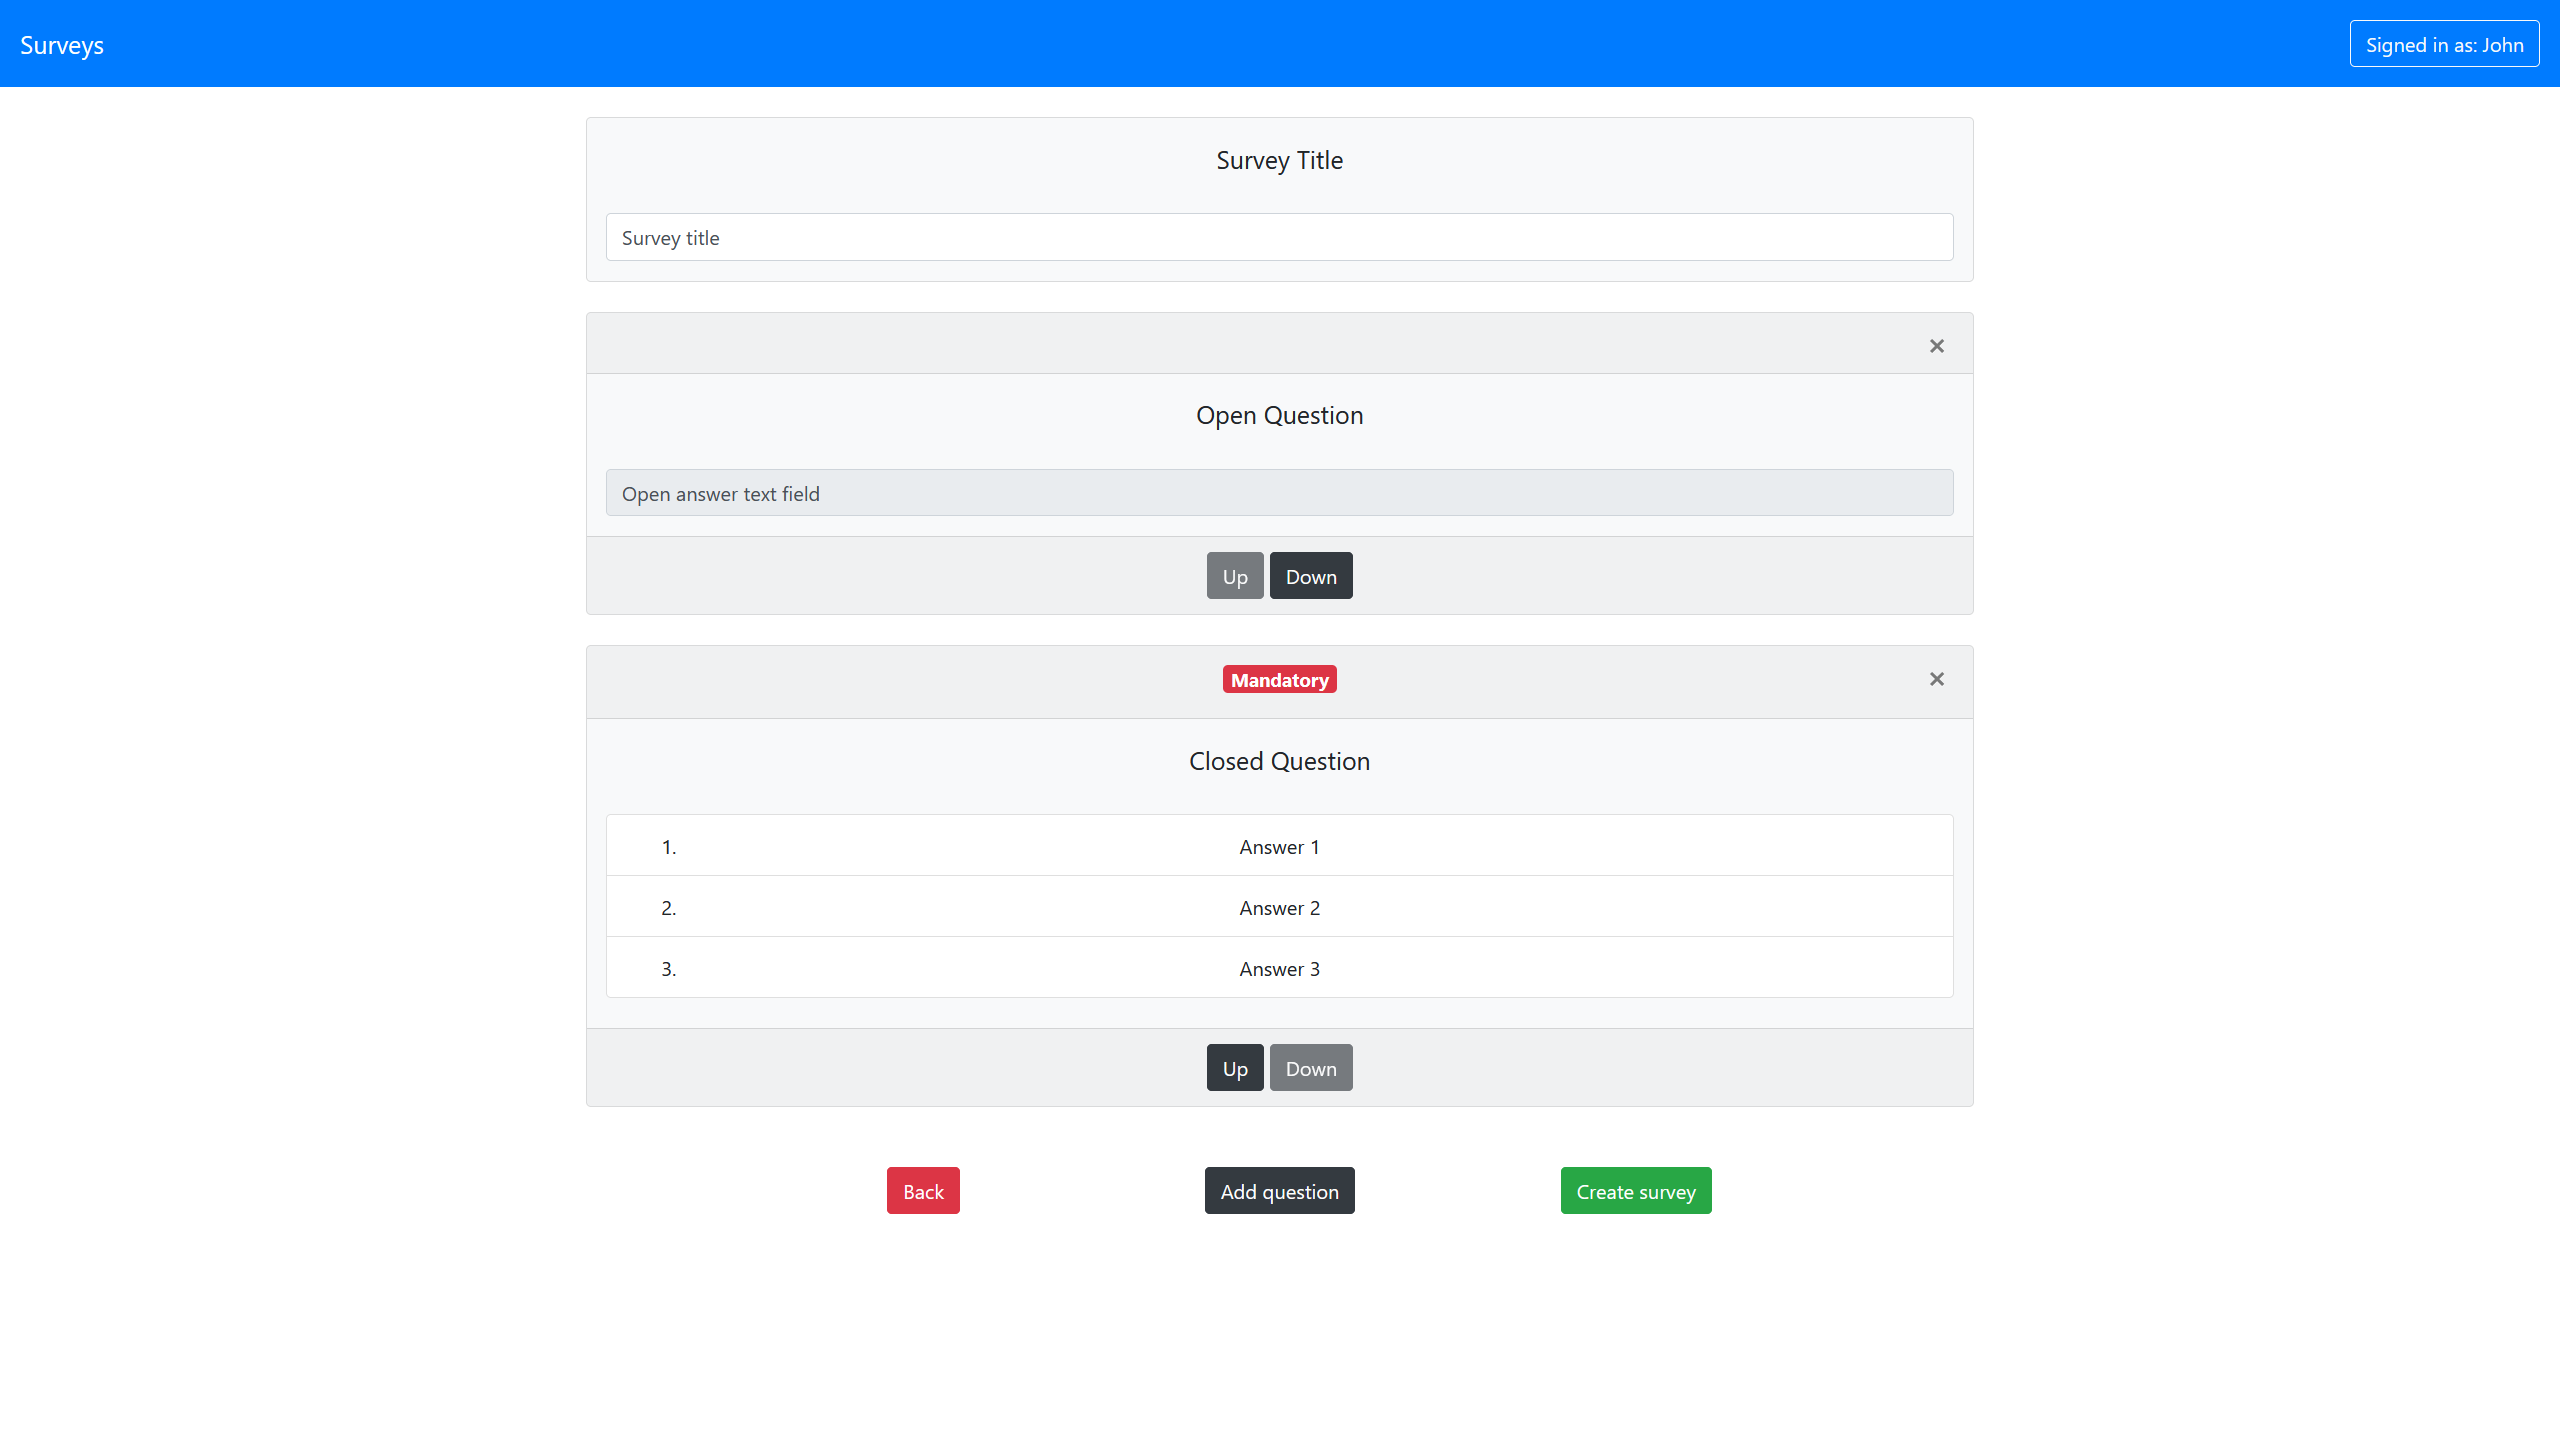 Surveys
Signed in as: John
Survey Title
Survey title
×
Open Question
Open answer text field
Up Down
Mandatory ×
Closed Question
1. Answer 1
2. Answer 2
3. Answer 3
Up Down
Back Add question Create survey